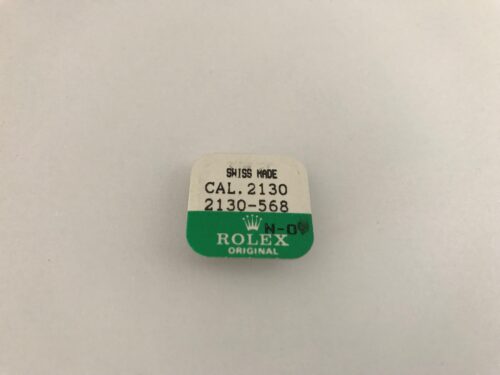 SWISS MADE
CAL. 2130
2130-568
ROLEX
ORIGINAL